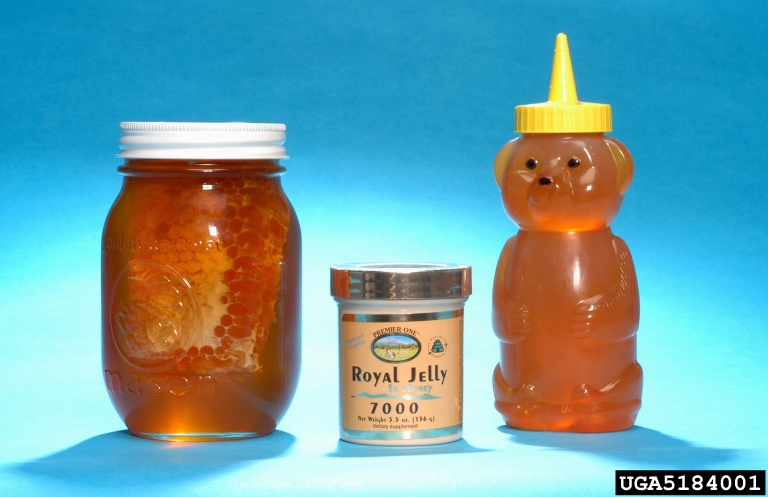 mason
PREMIER ONE
ROYAL JELLY
in Honey
7000
Net Weight 5.5 oz. (156 g)
dietary supplement
UGA5184001